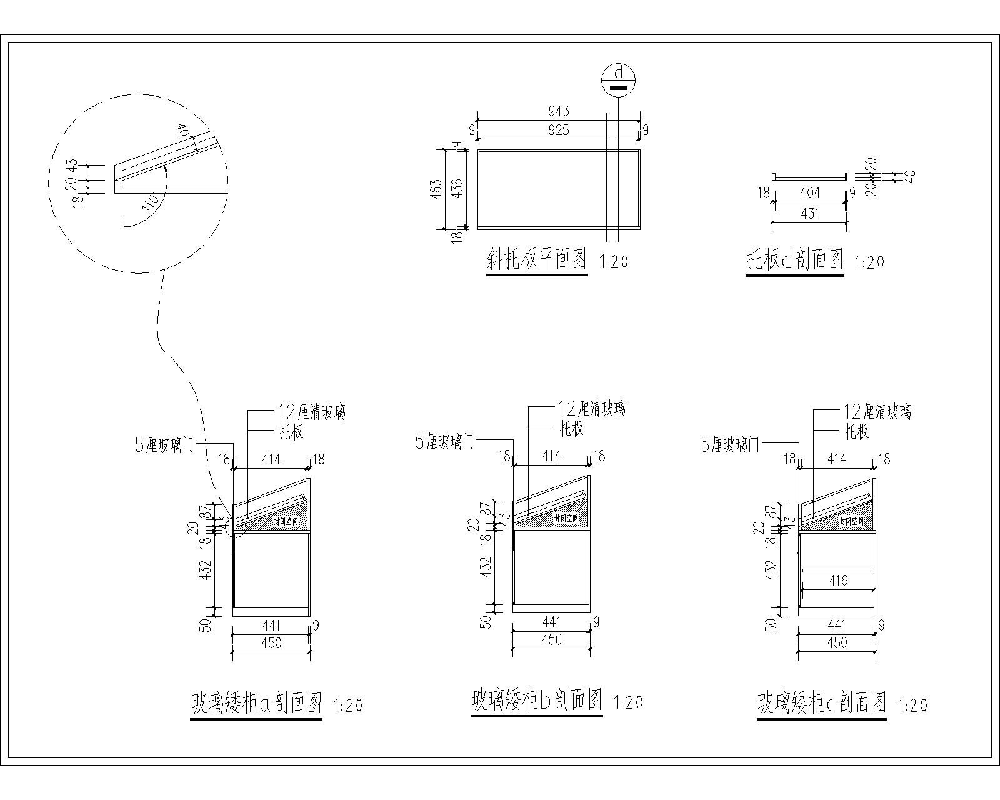 d
943
9 925 9
9
463 436
18
斜托板平面图 1:20
20
40
20
18 404 9
431
托板d剖面图 1:20
40
43
20
18
110°
12厘清玻璃
托板
5厘玻璃门
18 414 18
87
43
20
18
432
50
封闭空间
441 9
450
玻璃矮柜a剖面图 1:20
12厘清玻璃
托板
5厘玻璃门
18 414 18
87
43
20
18
432
50
封闭空间
441 9
450
玻璃矮柜b剖面图 1:20
12厘清玻璃
托板
5厘玻璃门
18 414 18
87
43
20
18
432
50
封闭空间
416
441 9
450
玻璃矮柜c剖面图 1:20